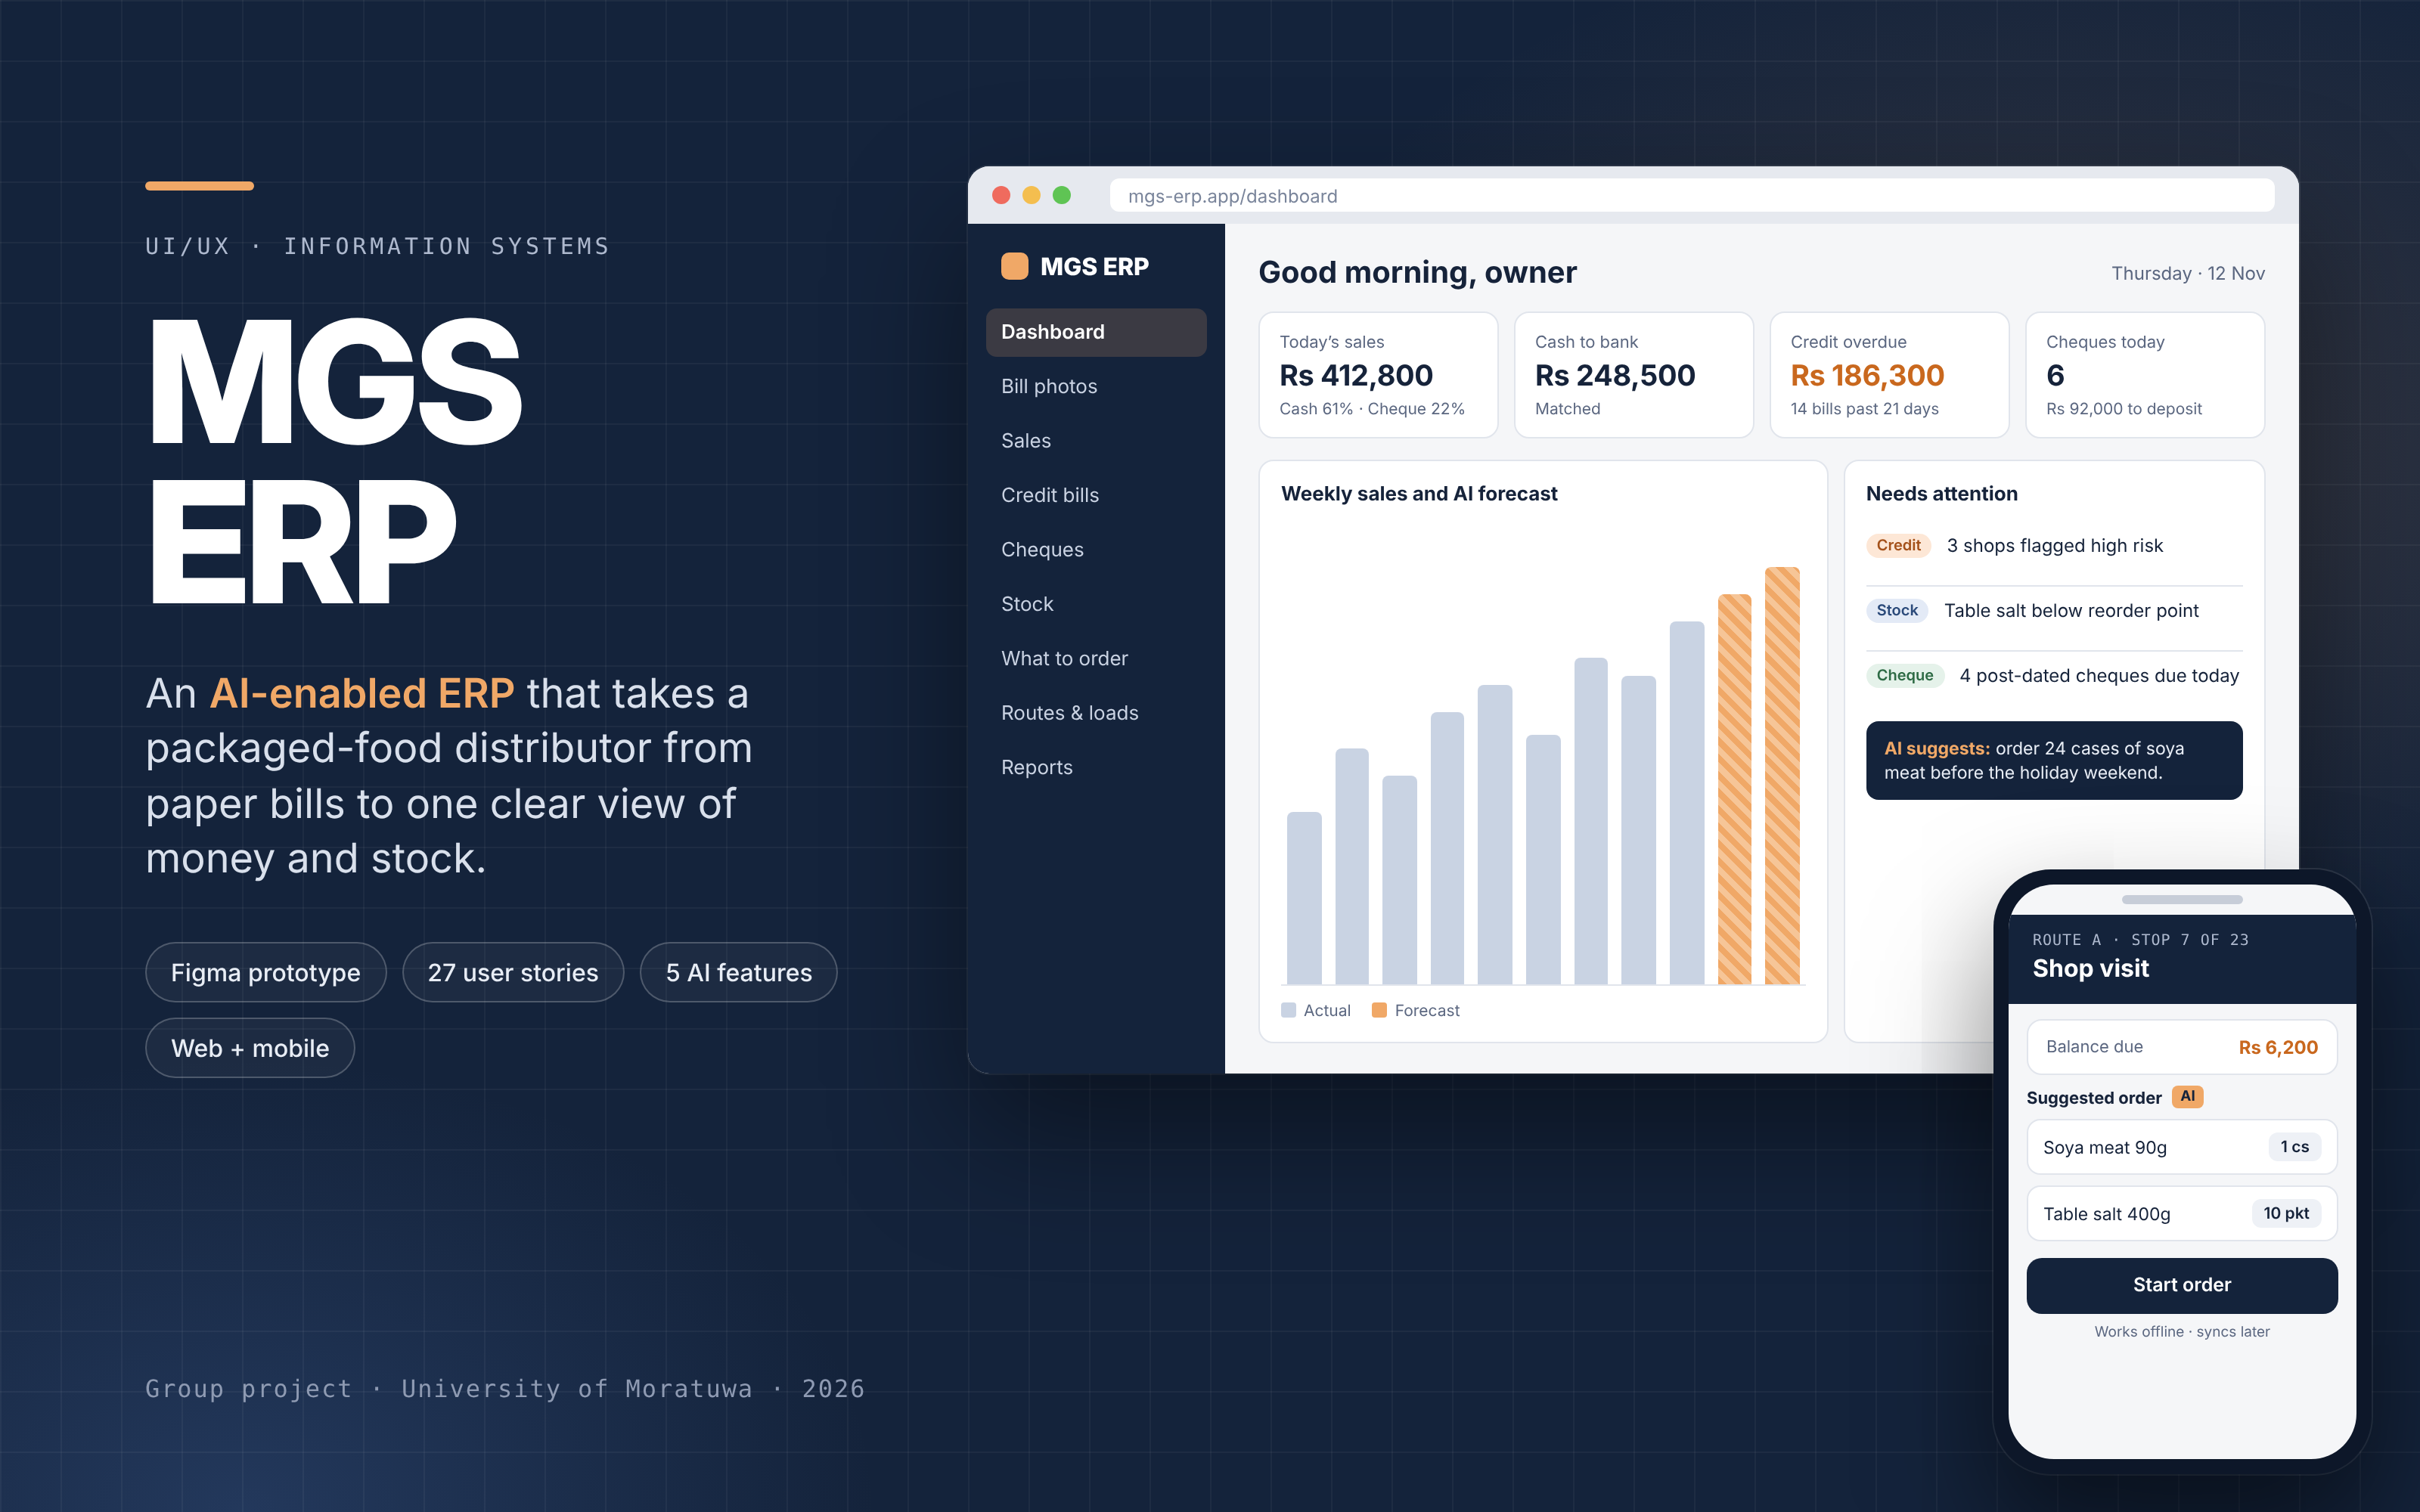 UI/UX · INFORMATION SYSTEMS
MGS
ERP
An AI-enabled ERP that takes a
packaged-food distributor from
paper bills to one clear view of
money and stock.
Figma prototype
27 user stories
5 AI features
Web + mobile
Group project · University of Moratuwa · 2026
mgs-erp.app/dashboard
MGS ERP
Dashboard
Bill photos
Sales
Credit bills
Cheques
Stock
What to order
Routes & loads
Reports
Good morning, owner
Thursday · 12 Nov
Today’s sales
Rs 412,800
Cash 61% · Cheque 22%
Cash to bank
Rs 248,500
Matched
Credit overdue
Rs 186,300
14 bills past 21 days
Cheques today
6
Rs 92,000 to deposit
Weekly sales and AI forecast
Actual
Forecast
Needs attention
Credit 3 shops flagged high risk
Stock Table salt below reorder point
Cheque 4 post-dated cheques due today
AI suggests: order 24 cases of soya
meat before the holiday weekend.
ROUTE A · STOP 7 OF 23
Shop visit
Balance due Rs 6,200
Suggested order AI
Soya meat 90g 1 cs
Table salt 400g 10 pkt
Start order
Works offline · syncs later